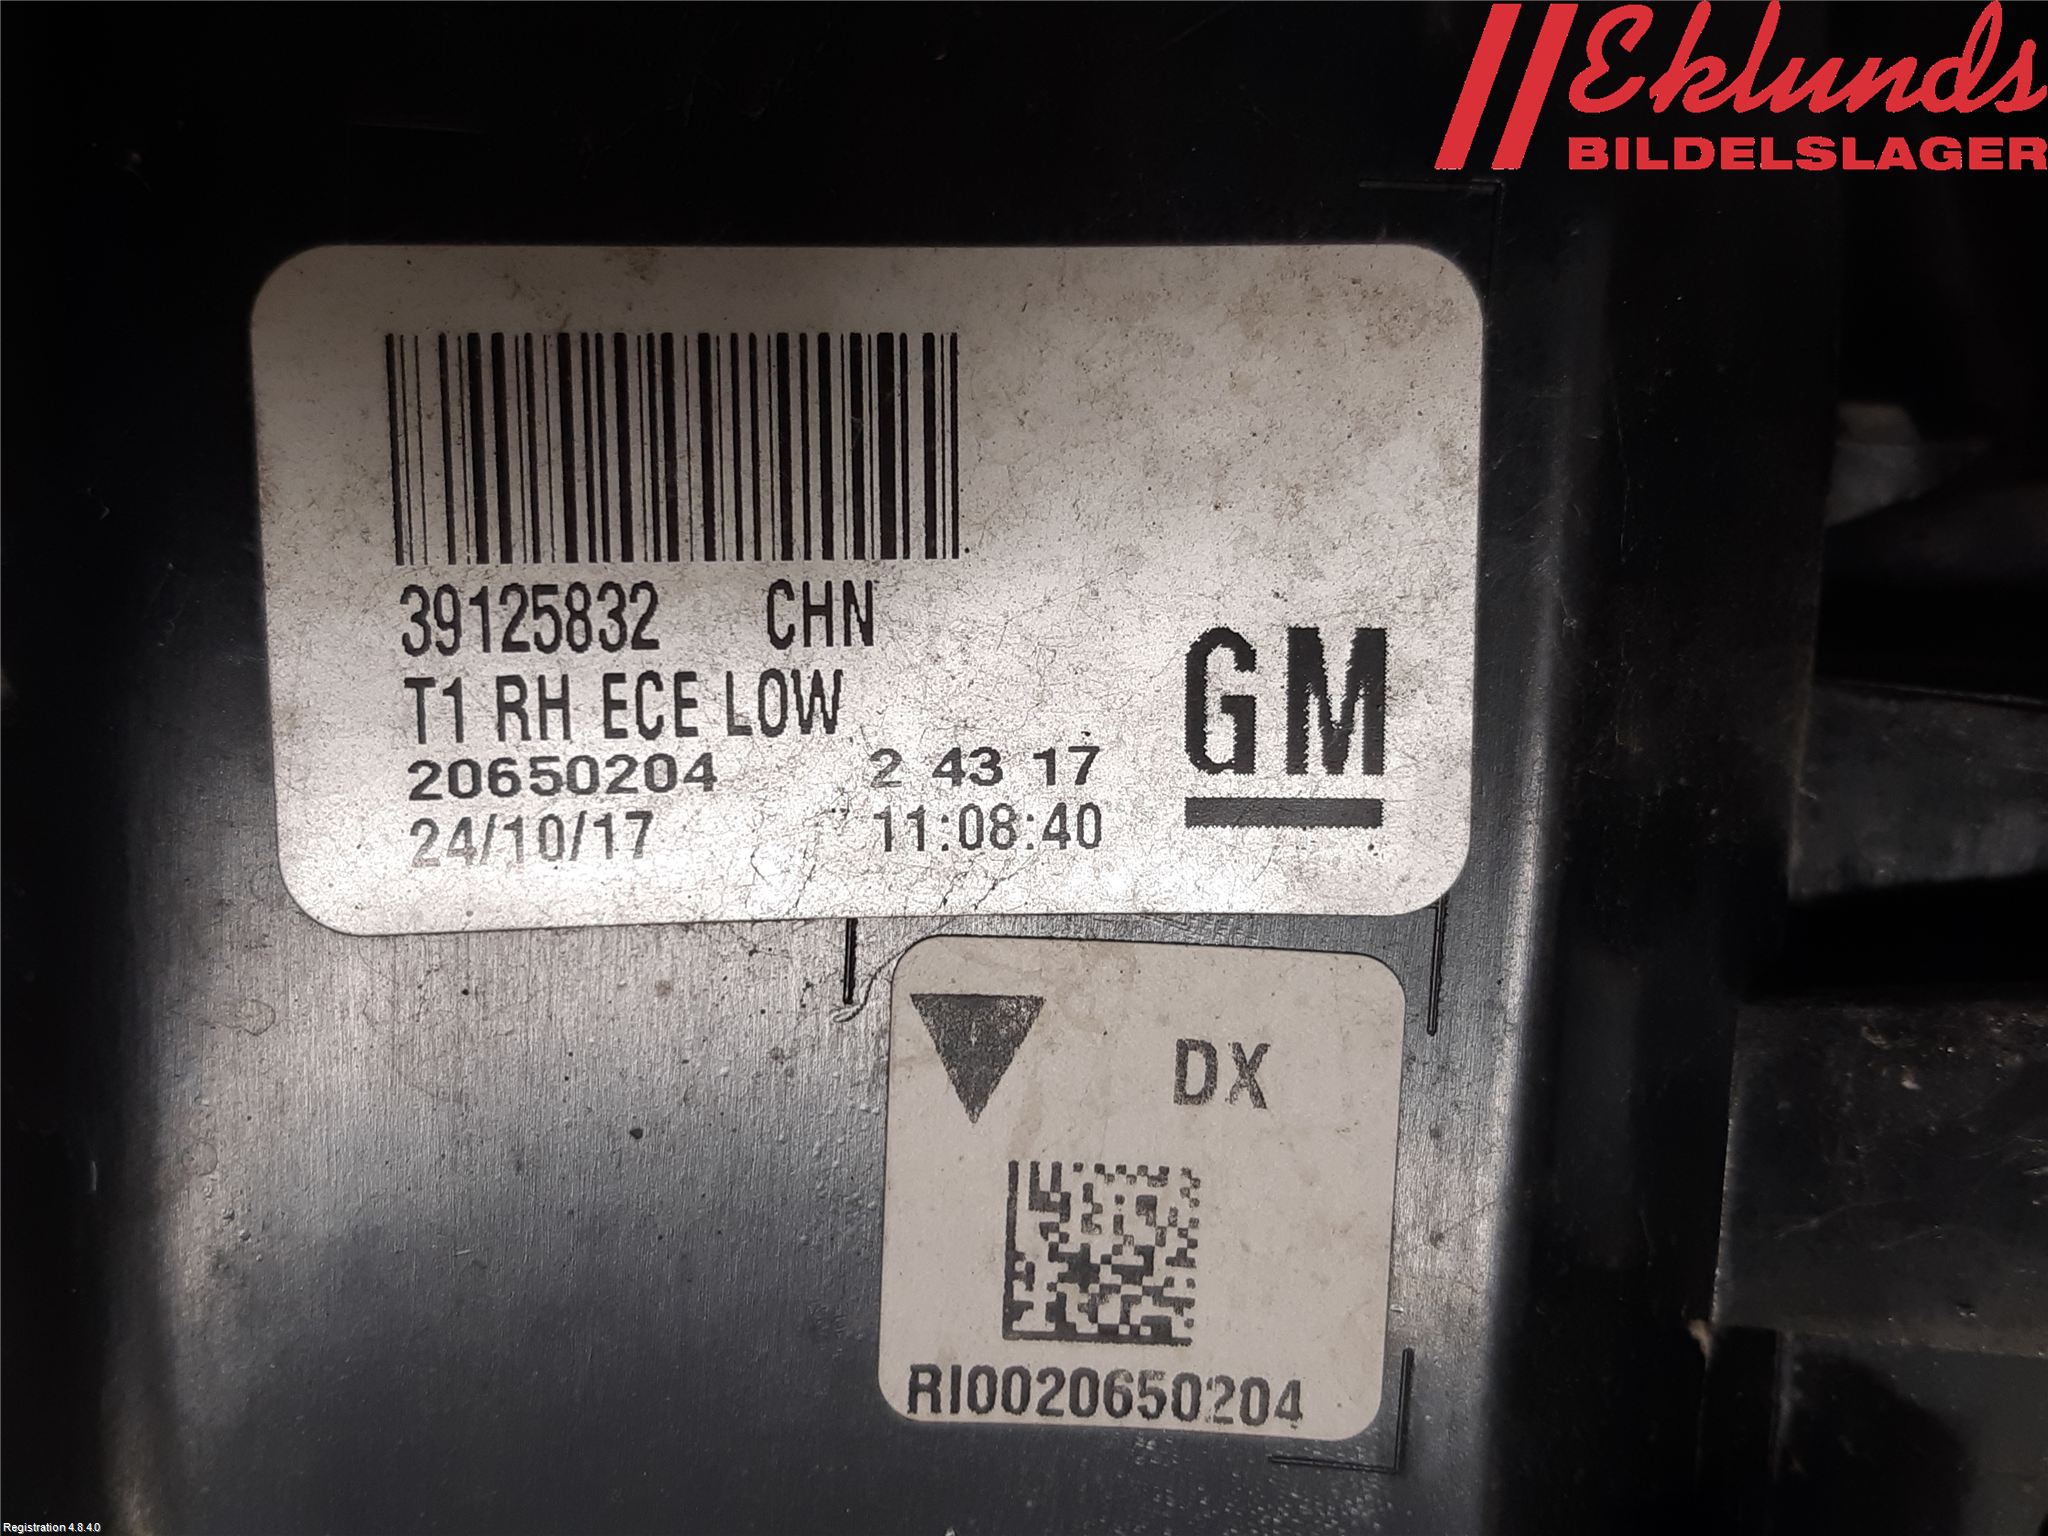 Eklunds
BILDELSLAGER
39125832 CHN
T1 RH ECE LOW
20650204 2 43 17
24/10/17 11:08:40
GM
DX
RI0020650204
Registration 4.8.4.0